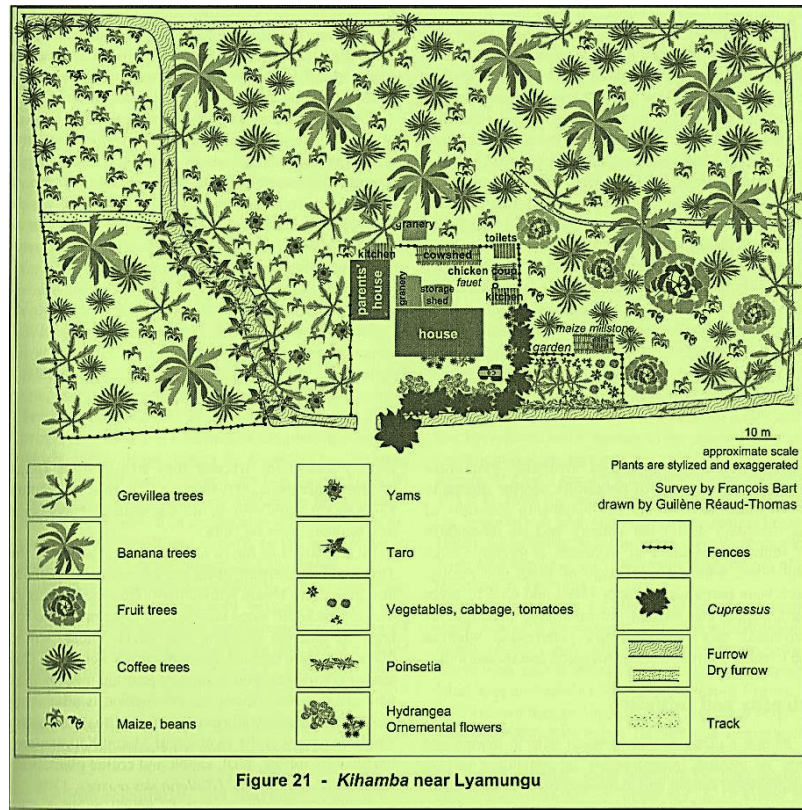 granery
toilets
kitchen
cowshed
chicken coup
fauet
parents' house
granery
storage shed
kitchen
maize millstone
house
garden
10 m
approximate scale
Plants are stylized and exaggerated
Survey by François Bart
drawn by Guilène Réaud-Thomas
Grevillea trees
Yams
Banana trees
Taro
Fences
Fruit trees
Vegetables, cabbage, tomatoes
Cupressus
Coffee trees
Poinsetia
Furrow
Dry furrow
Maize, beans
Hydrangea
Ornemental flowers
Track
Figure 21 - Kihamba near Lyamungu